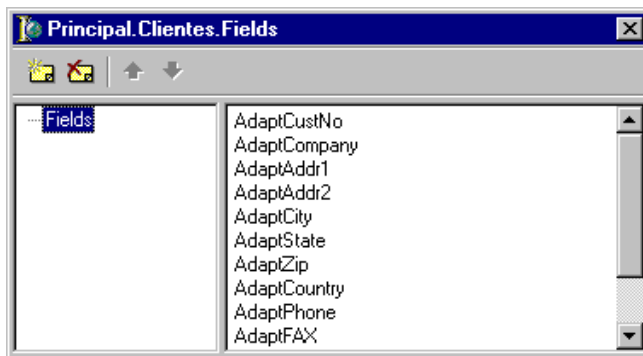 Principal.Clientes.Fields
Fields
AdaptCustNo
AdaptCompany
AdaptAddr1
AdaptAddr2
AdaptCity
AdaptState
AdaptZip
AdaptCountry
AdaptPhone
AdaptFAX